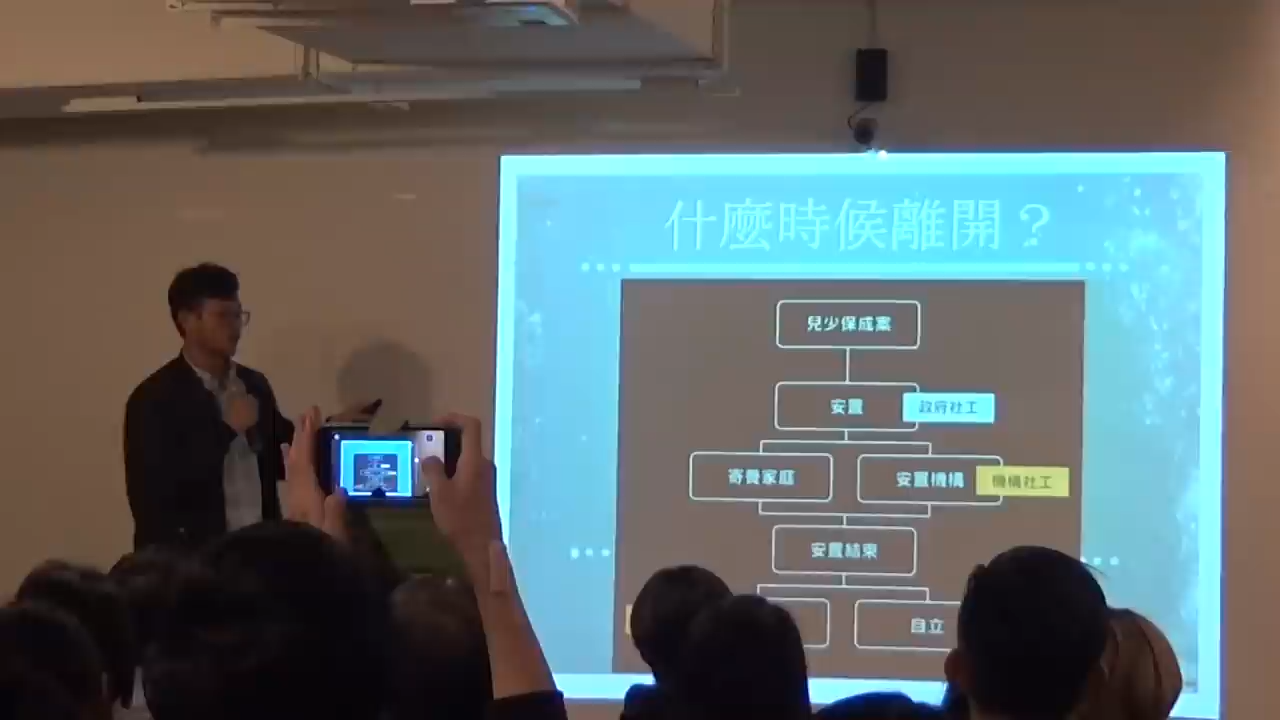 什麼時候離開？
兒少保成案
安置
政府社工
寄養家庭
安置機構
機構社工
安置結束
自立